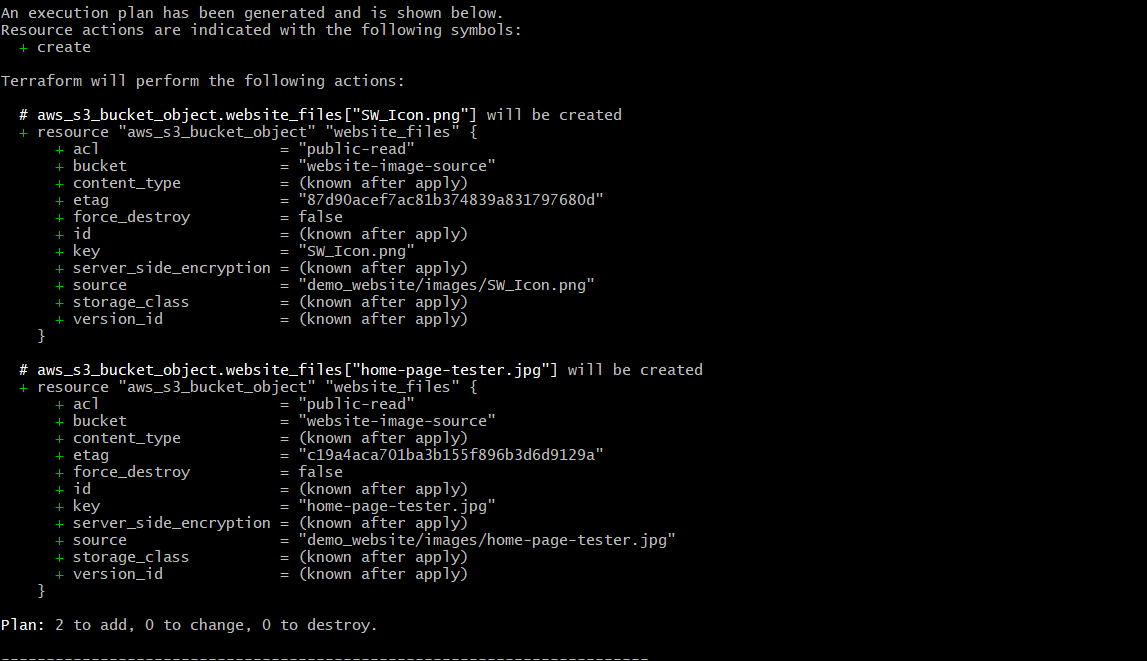 An execution plan has been generated and is shown below.
Resource actions are indicated with the following symbols:
  + create

Terraform will perform the following actions:

  # aws_s3_bucket_object.website_files["SW_Icon.png"] will be created
  + resource "aws_s3_bucket_object" "website_files" {
      + acl                    = "public-read"
      + bucket                 = "website-image-source"
      + content_type           = (known after apply)
      + etag                   = "87d90acef7ac81b374839a831797680d"
      + force_destroy          = false
      + id                     = (known after apply)
      + key                    = "SW_Icon.png"
      + server_side_encryption = (known after apply)
      + source                 = "demo_website/images/SW_Icon.png"
      + storage_class          = (known after apply)
      + version_id             = (known after apply)
    }

  # aws_s3_bucket_object.website_files["home-page-tester.jpg"] will be created
  + resource "aws_s3_bucket_object" "website_files" {
      + acl                    = "public-read"
      + bucket                 = "website-image-source"
      + content_type           = (known after apply)
      + etag                   = "c19a4aca701ba3b155f896b3d6d9129a"
      + force_destroy          = false
      + id                     = (known after apply)
      + key                    = "home-page-tester.jpg"
      + server_side_encryption = (known after apply)
      + source                 = "demo_website/images/home-page-tester.jpg"
      + storage_class          = (known after apply)
      + version_id             = (known after apply)
    }

Plan: 2 to add, 0 to change, 0 to destroy.

------------------------------------------------------------------------